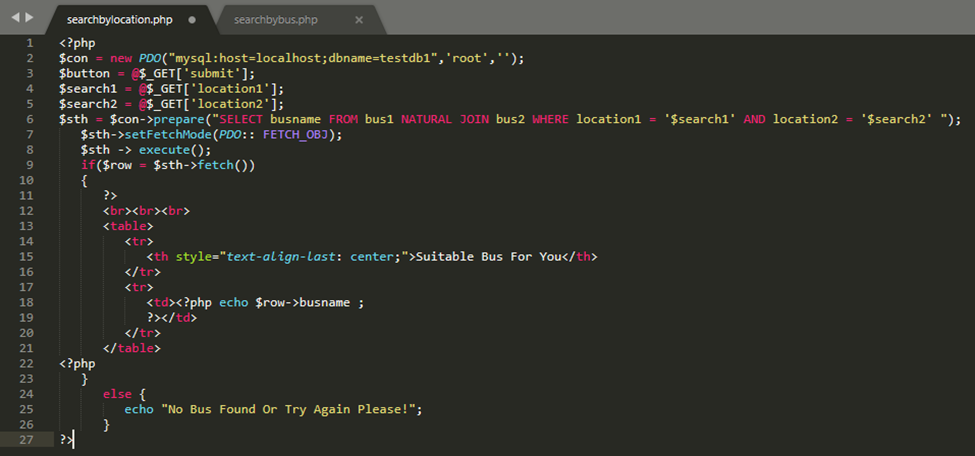 searchbylocation.php searchbybus.php
1 <?php
2 $con = new PDO("mysql:host=localhost;dbname=testdb1",'root','');
3 $button = @$_GET['submit'];
4 $search1 = @$_GET['location1'];
5 $search2 = @$_GET['location2'];
6 $sth = $con->prepare("SELECT busname FROM bus1 NATURAL JOIN bus2 WHERE location1 = '$search1' AND location2 = '$search2' ");
7 $sth->setFetchMode(PDO:: FETCH_OBJ);
8 $sth -> execute();
9 if($row = $sth->fetch())
10 {
11 ?>
12 <br><br><br>
13 <table>
14 <tr>
15 <th style="text-align-last: center;">Suitable Bus For You</th>
16 </tr>
17 <tr>
18 <td><?php echo $row->busname ;
19 ?></td>
20 </tr>
21 </table>
22 <?php
23 }
24 else {
25 echo "No Bus Found Or Try Again Please!";
26 }
27 ?>